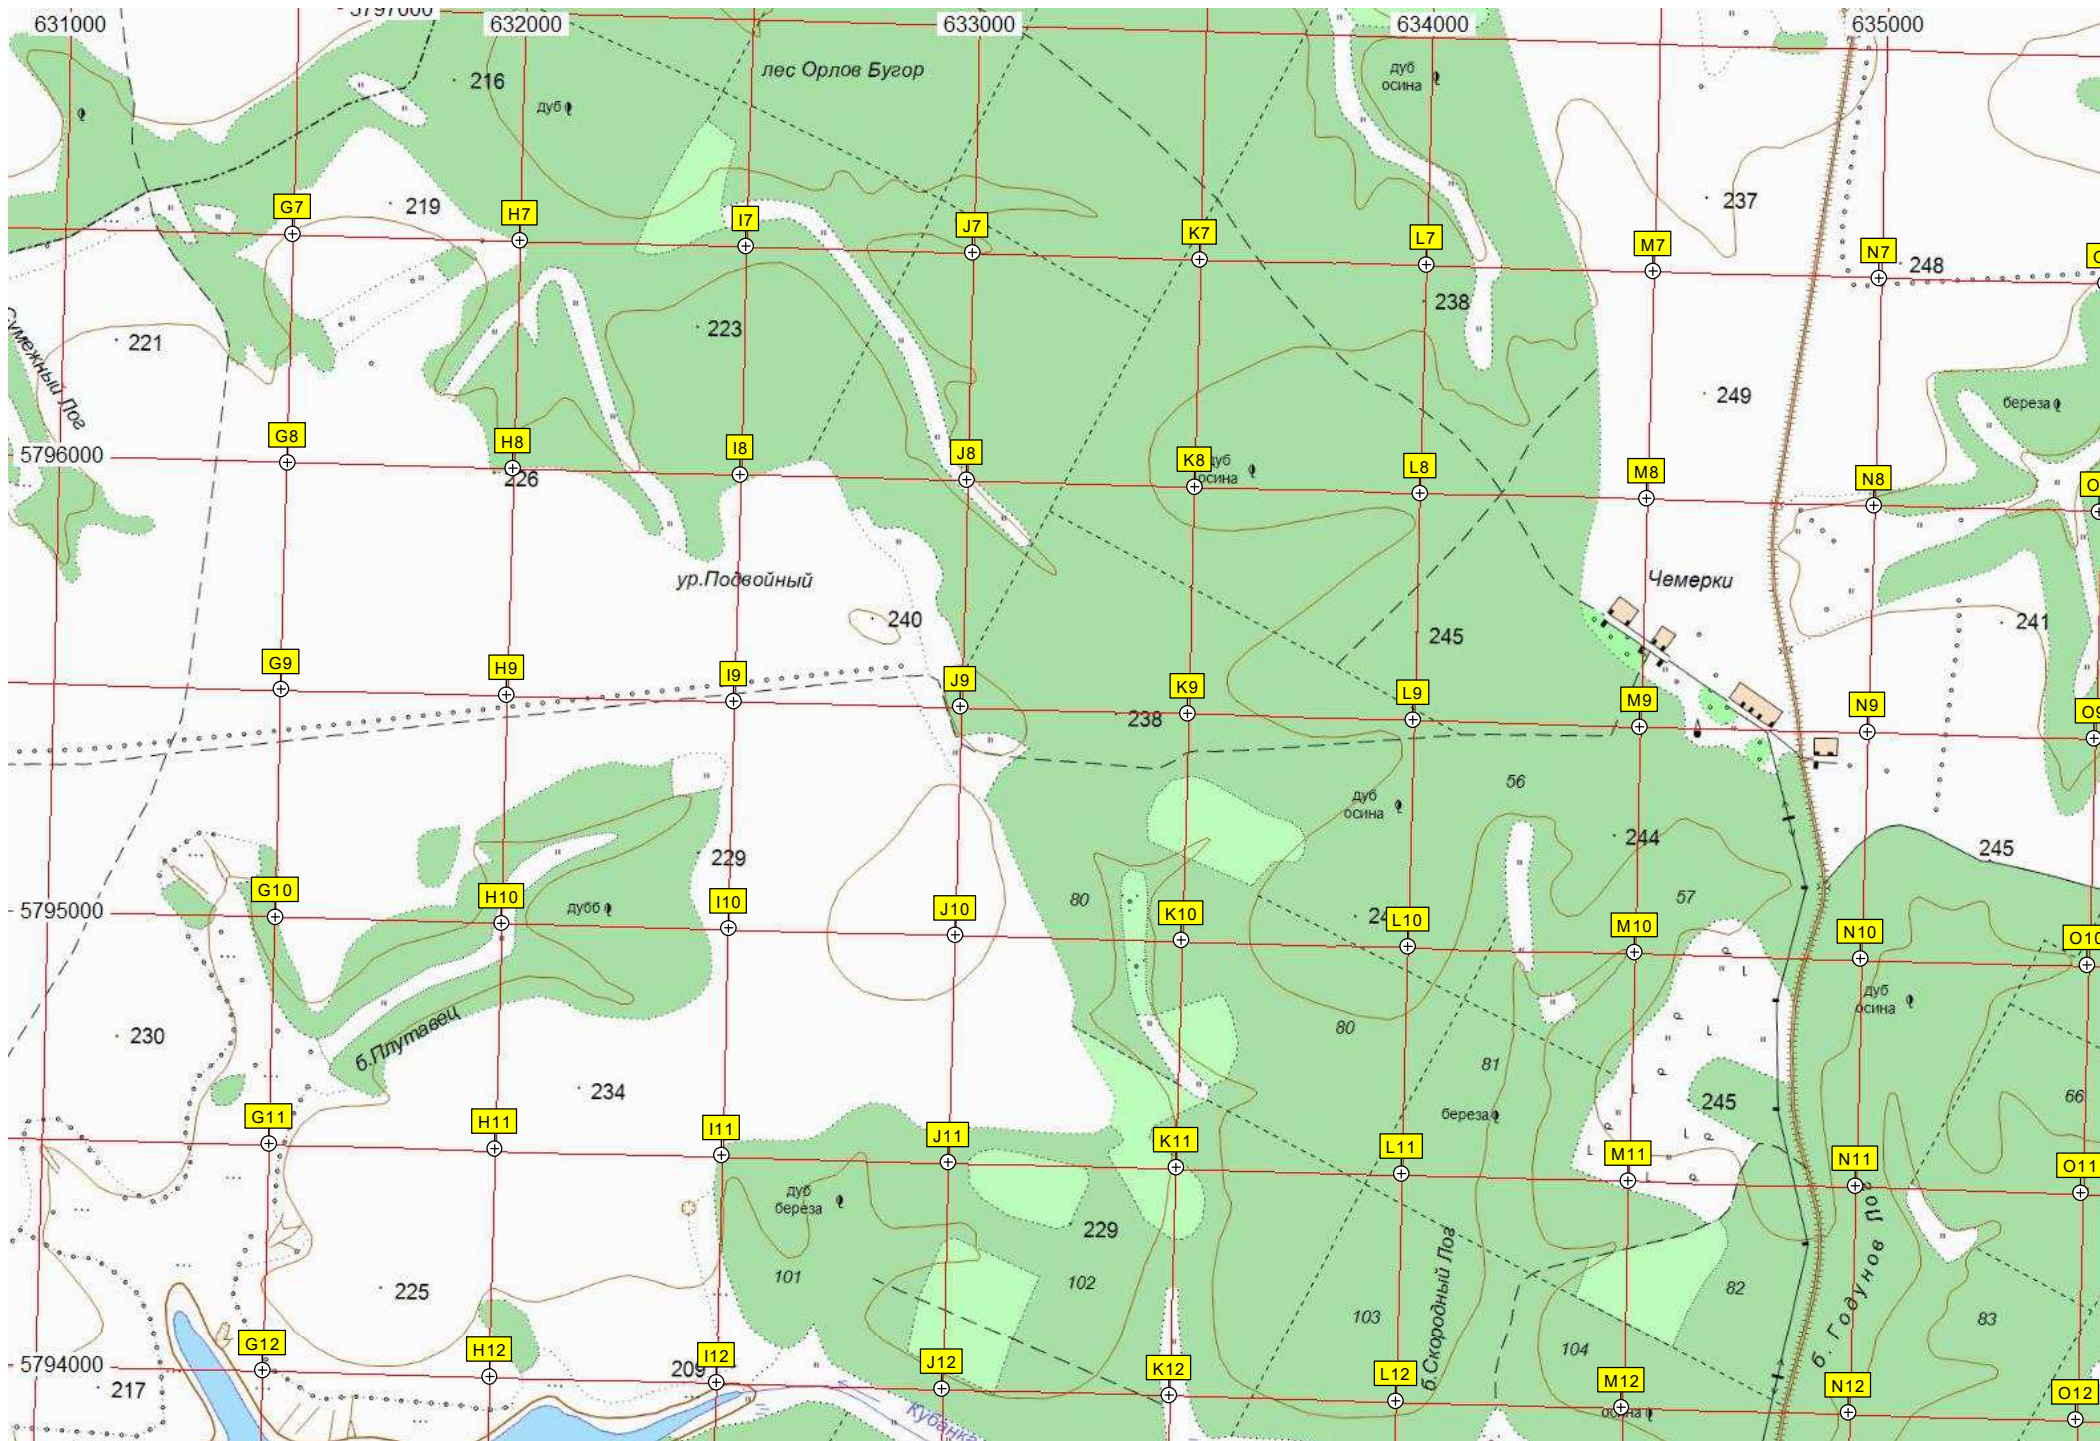 631000
5797000
632000
633000
634000
635000
216
дуб
лес Орлов Бугор
дуб
осина
219
237
G7
H7
I7
J7
K7
L7
M7
N7
248
221
223
238
Сумежный Лог
249
береза
5796000
G8
H8
I8
J8
K8
L8
M8
N8
226
дуб
осина
ур.Подвойный
Чемерки
240
245
241
G9
H9
I9
J9
K9
L9
M9
N9
O9
238
56
дуб
осина
244
229
245
80
57
5795000
G10
H10
дубб
I10
J10
K10
L10
M10
N10
O10
230
б.Плутавец
80
дуб
осина
81
234
береза
245
66
G11
H11
I11
J11
K11
L11
M11
N11
O11
дуб
береза
229
101
102
225
103
б.Скородный Лог
82
б. Годунов Лог
83
104
5794000
217
G12
H12
209
I12
J12
K12
L12
M12
N12
O12
осина
Кубанка